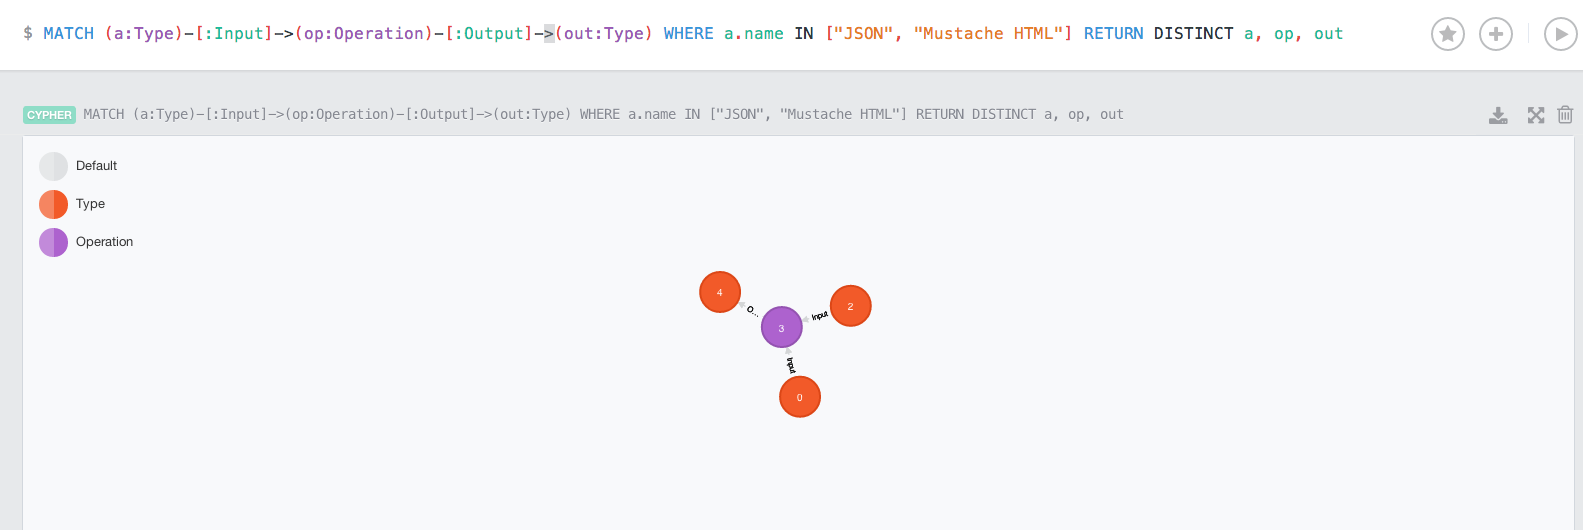 $ MATCH (a:Type)-[:Input]->(op:Operation)-[:Output]->(out:Type) WHERE a.name IN ["JSON", "Mustache HTML"] RETURN DISTINCT a, op, out
CYPHER MATCH (a:Type)-[:Input]->(op:Operation)-[:Output]->(out:Type) WHERE a.name IN ["JSON", "Mustache HTML"] RETURN DISTINCT a, op, out
Default
Type
Operation
4
2
O...
Input
3
Input
0